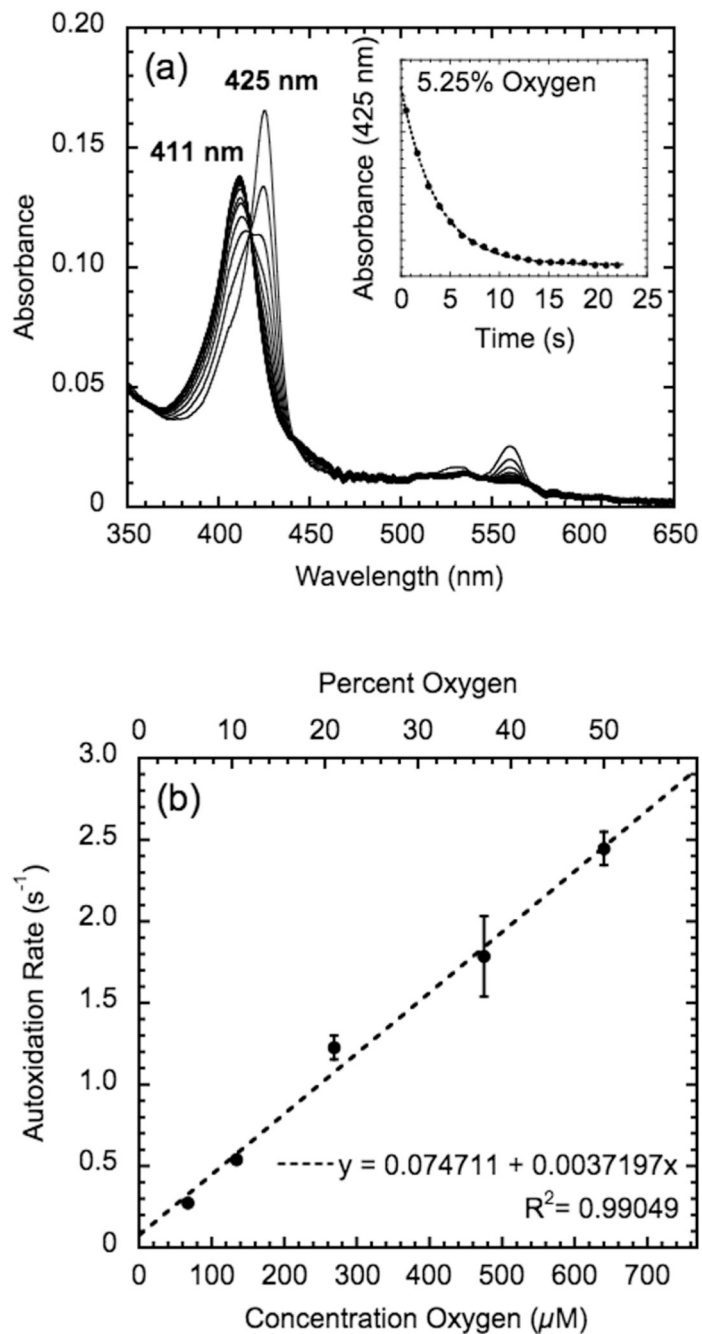 (a)
425 nm
411 nm
Absorbance
0.20
0.15
0.10
0.05
0
350 400 450 500 550 600 650
Wavelength (nm)
5.25% Oxygen
Absorbance (425 nm)
0 5 10 15 20 25
Time (s)
Percent Oxygen
0 10 20 30 40 50
(b)
Autoxidation Rate (s⁻¹)
3.0
2.5
2.0
1.5
1.0
0.5
0
y = 0.074711 + 0.0037197x
R²= 0.99049
0 100 200 300 400 500 600 700
Concentration Oxygen (µM)